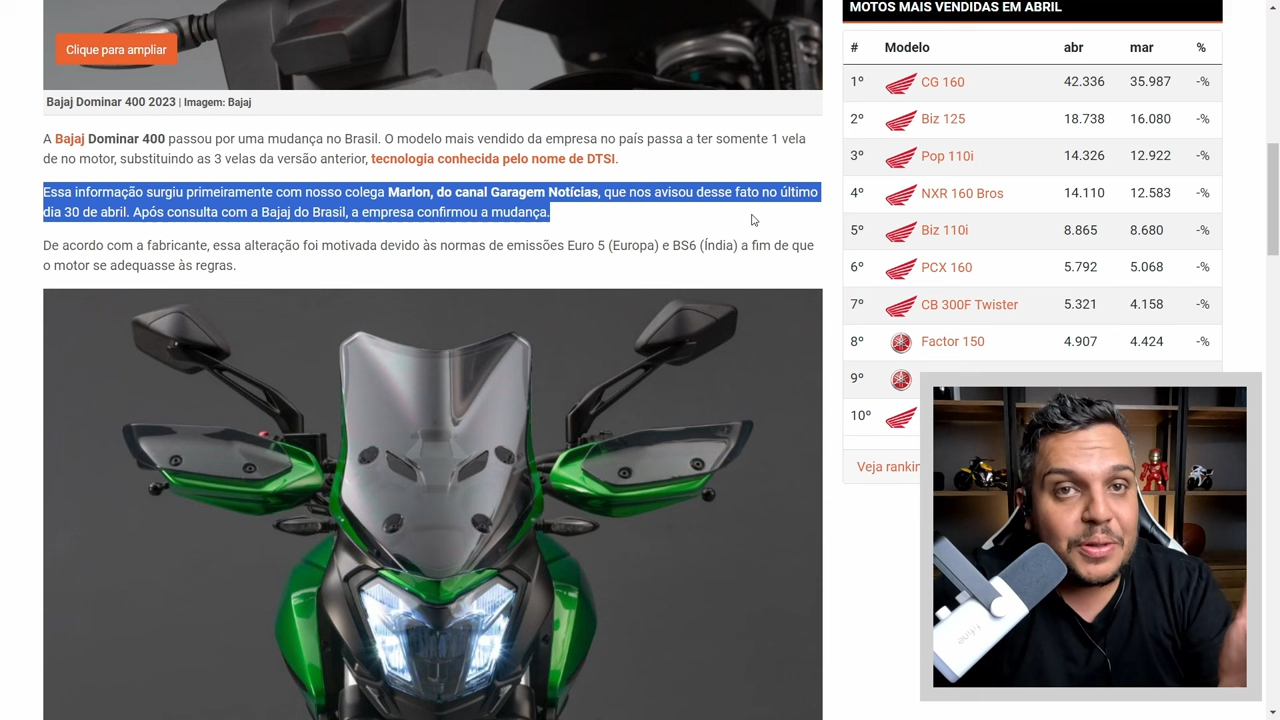 MOTOS MAIS VENDIDAS EM ABRIL
Clique para ampliar
Bajaj Dominar 400 2023 | Imagem: Bajaj
A Bajaj Dominar 400 passou por uma mudança no Brasil. O modelo mais vendido da empresa no país passa a ter somente 1 vela
de no motor, substituindo as 3 velas da versão anterior, tecnologia conhecida pelo nome de DTSI.
Essa informação surgiu primeiramente com nosso colega Marlon, do canal Garagem Notícias, que nos avisou desse fato no último
dia 30 de abril. Após consulta com a Bajaj do Brasil, a empresa confirmou a mudança.
De acordo com a fabricante, essa alteração foi motivada devido às normas de emissões Euro 5 (Europa) e BS6 (Índia) a fim de que
o motor se adequasse às regras.
# Modelo abr mar %
1º CG 160 42.336 35.987 -%
2º Biz 125 18.738 16.080 -%
3º Pop 110i 14.326 12.922 -%
4º NXR 160 Bros 14.110 12.583 -%
5º Biz 110i 8.865 8.680 -%
6º PCX 160 5.792 5.068 -%
7º CB 300F Twister 5.321 4.158 -%
8º Factor 150 4.907 4.424 -%
9º
10º
Veja rankin